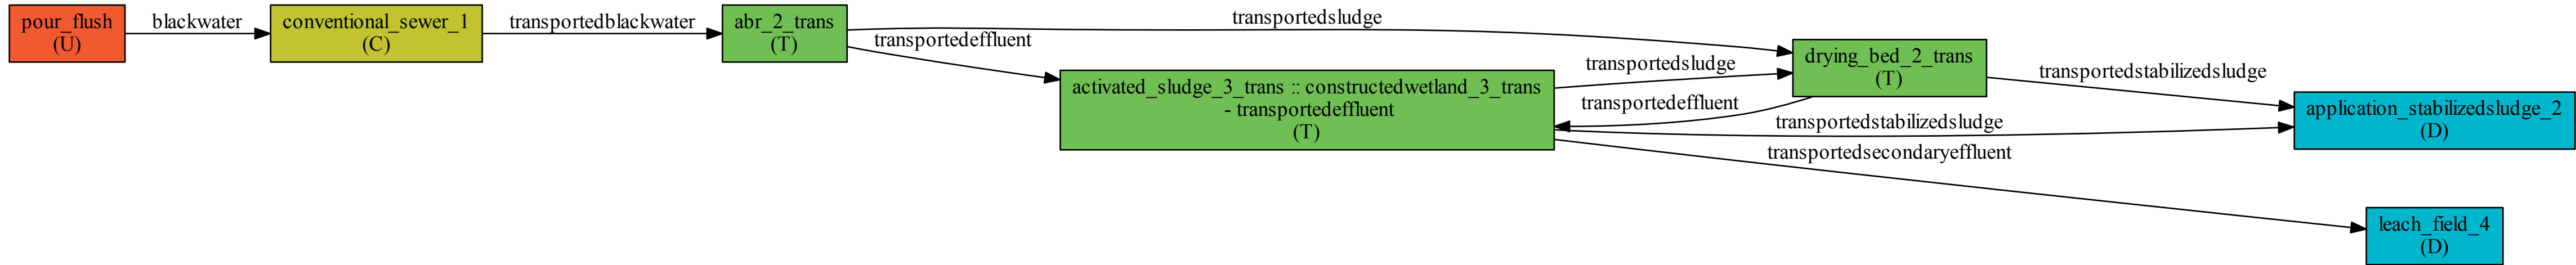 pour_flush
(U)
blackwater
conventional_sewer_1
(C)
transportedblackwater
abr_2_trans
(T)
transportedsludge
transportedeffluent
activated_sludge_3_trans :: constructedwetland_3_trans
- transportedeffluent
(T)
transportedsludge
transportedeffluent
drying_bed_2_trans
(T)
transportedstabilizedsludge
transportedstabilizedsludge
transportedsecondaryeffluent
application_stabilizedsludge_2
(D)
leach_field_4
(D)